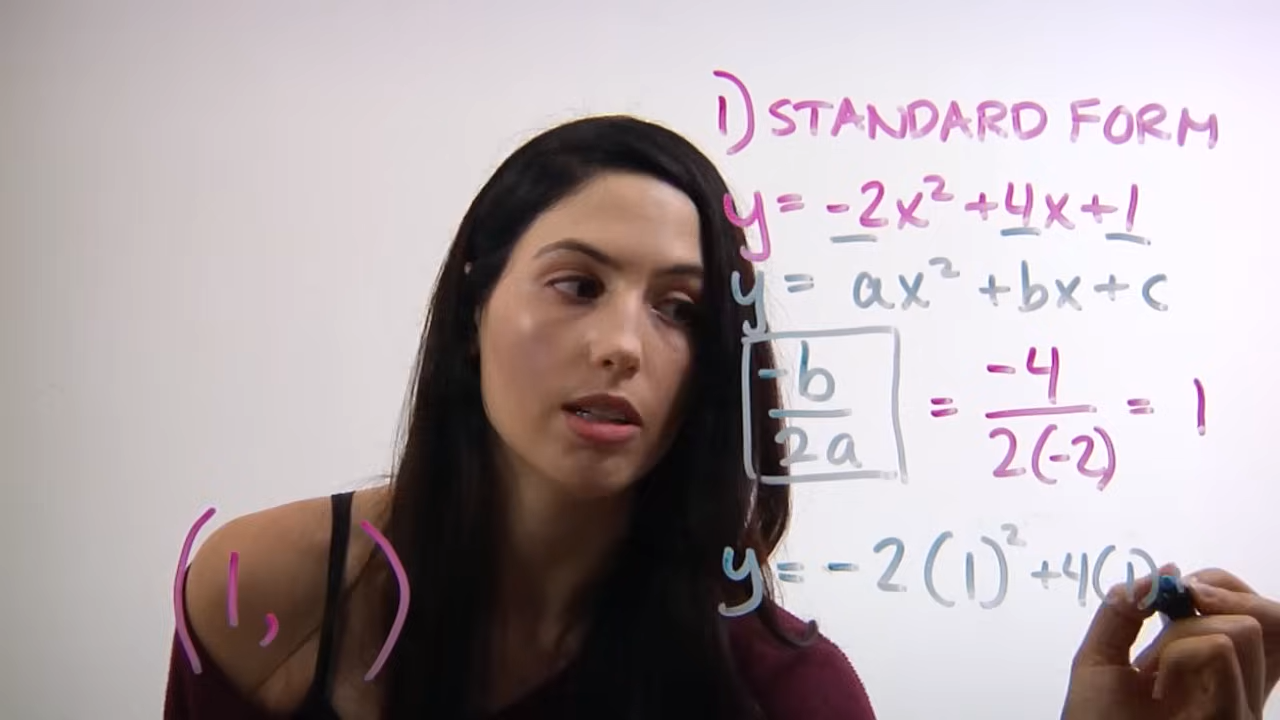 1) STANDARD FORM
y = -2x² + 4x + 1
y = ax² + bx + c
-b/2a = -4/2(-2) = 1
y = -2(1)² + 4(1) +
(1, )